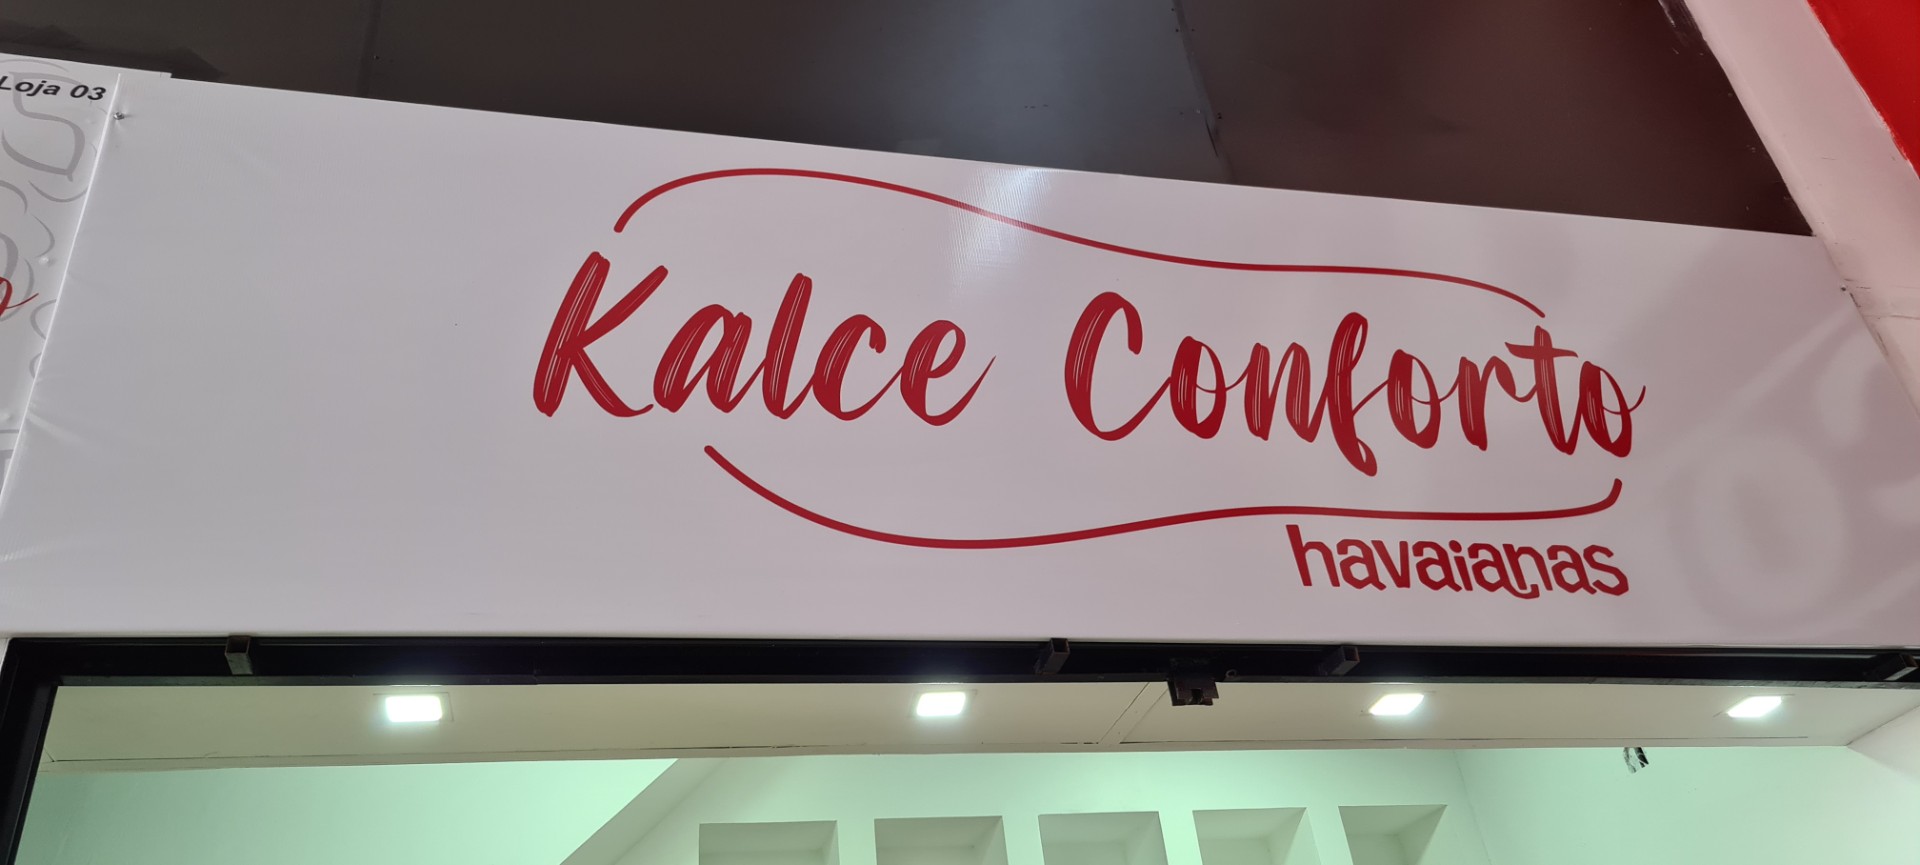 Loja 03
Kalce Conforto
havaianas